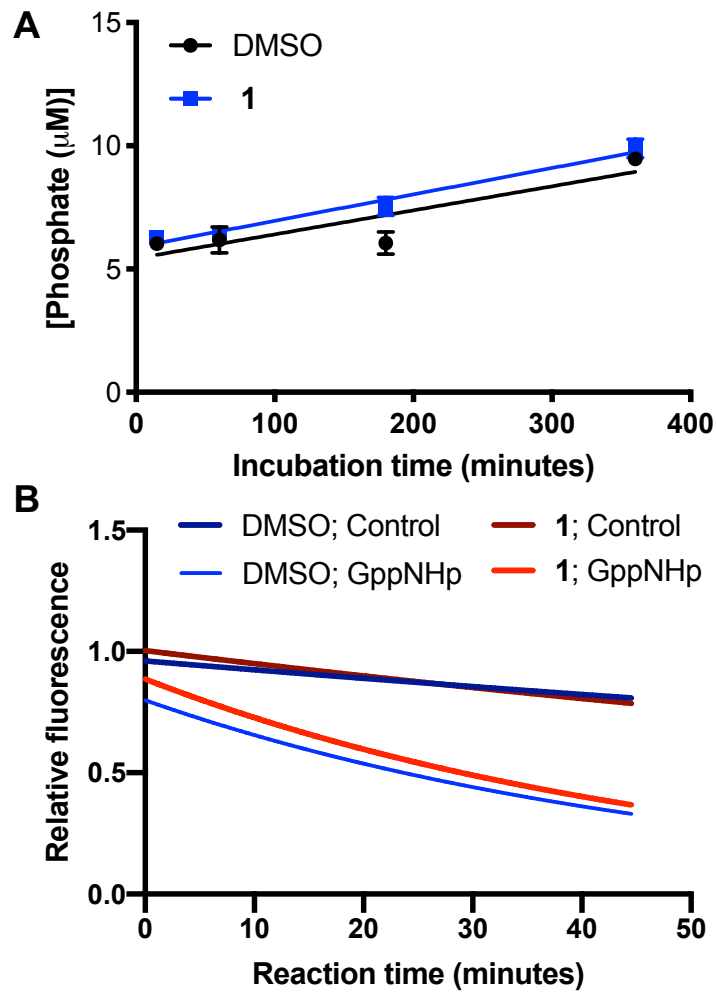 A
DMSO
1
15
10
5
0
[Phosphate (μM)]
0 100 200 300 400
Incubation time (minutes)
B
DMSO; Control 1; Control
DMSO; GppNHp 1; GppNHp
1.5
1.0
0.5
0.0
Relative fluorescence
0 10 20 30 40 50
Reaction time (minutes)